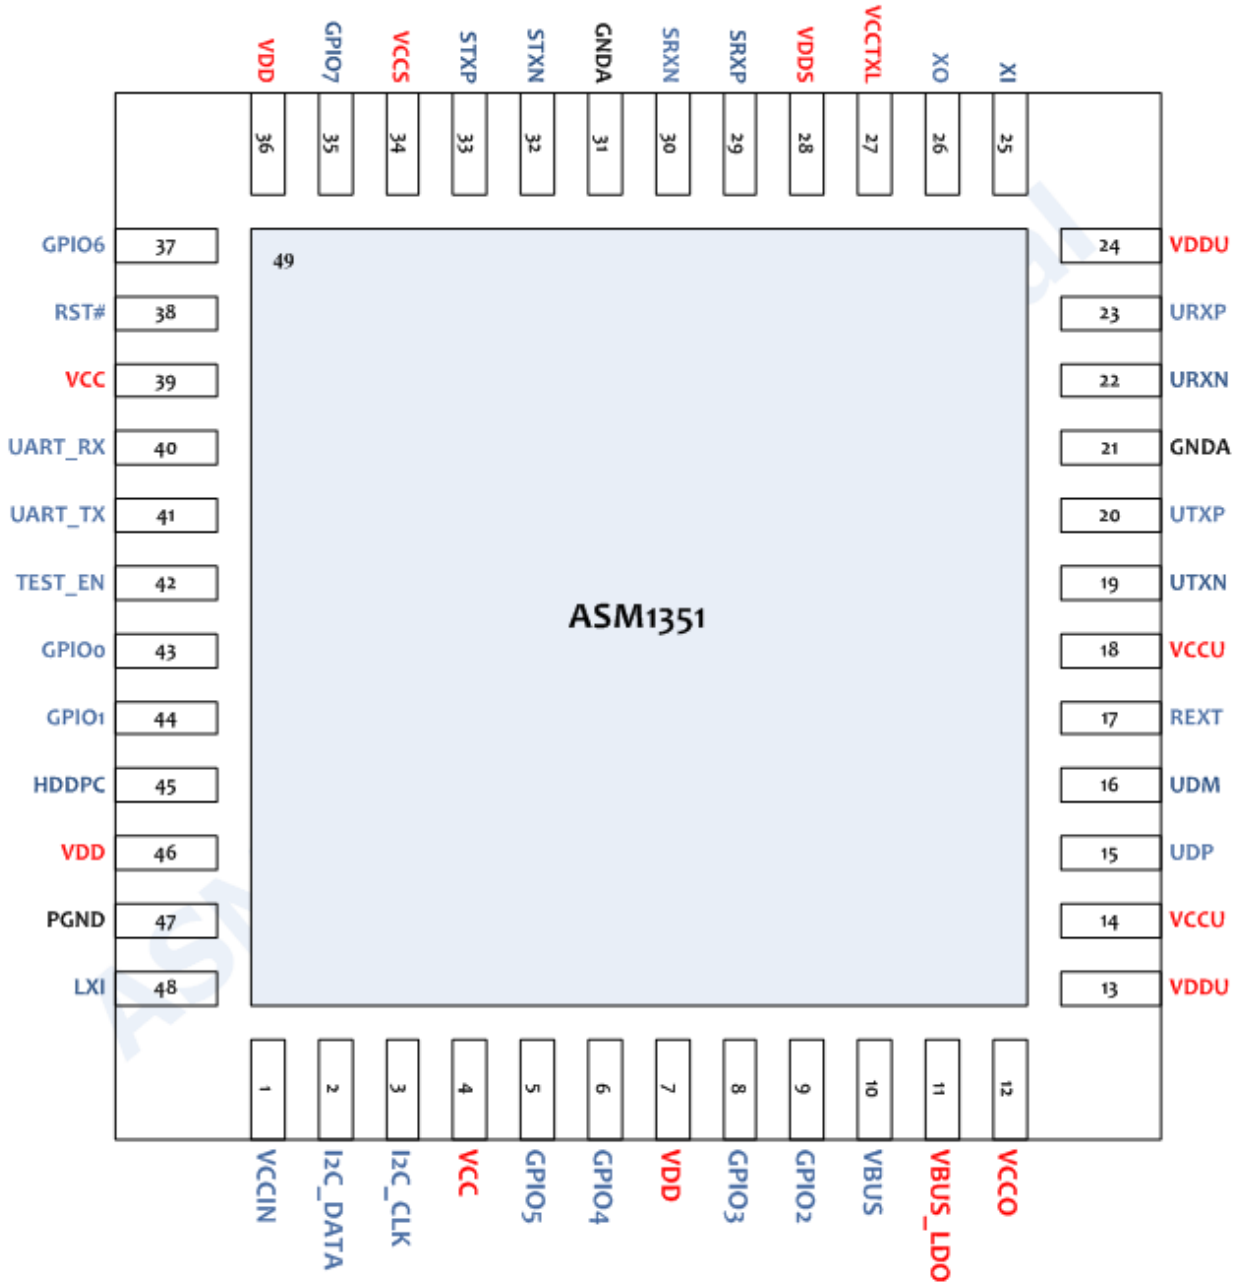 VDD
GPIO7
VCCS
STXP
STXN
GNDA
SRXN
SRXP
VDDS
VCCTXL
XO
XI
36
35
34
33
32
31
30
29
28
27
26
25
GPIO6 37
RST# 38
VCC 39
UART_RX 40
UART_TX 41
TEST_EN 42
GPIO0 43
GPIO1 44
HDDPC 45
VDD 46
PGND 47
LXI 48
49
ASM1351
24 VDDU
23 URXP
22 URXN
21 GNDA
20 UTXP
19 UTXN
18 VCCU
17 REXT
16 UDM
15 UDP
14 VCCU
13 VDDU
1
2
3
4
5
6
7
8
9
10
11
12
VCCIN
I2C_DATA
I2C_CLK
VCC
GPIO5
GPIO4
VDD
GPIO3
GPIO2
VBUS
VBUS_LDO
VCCO